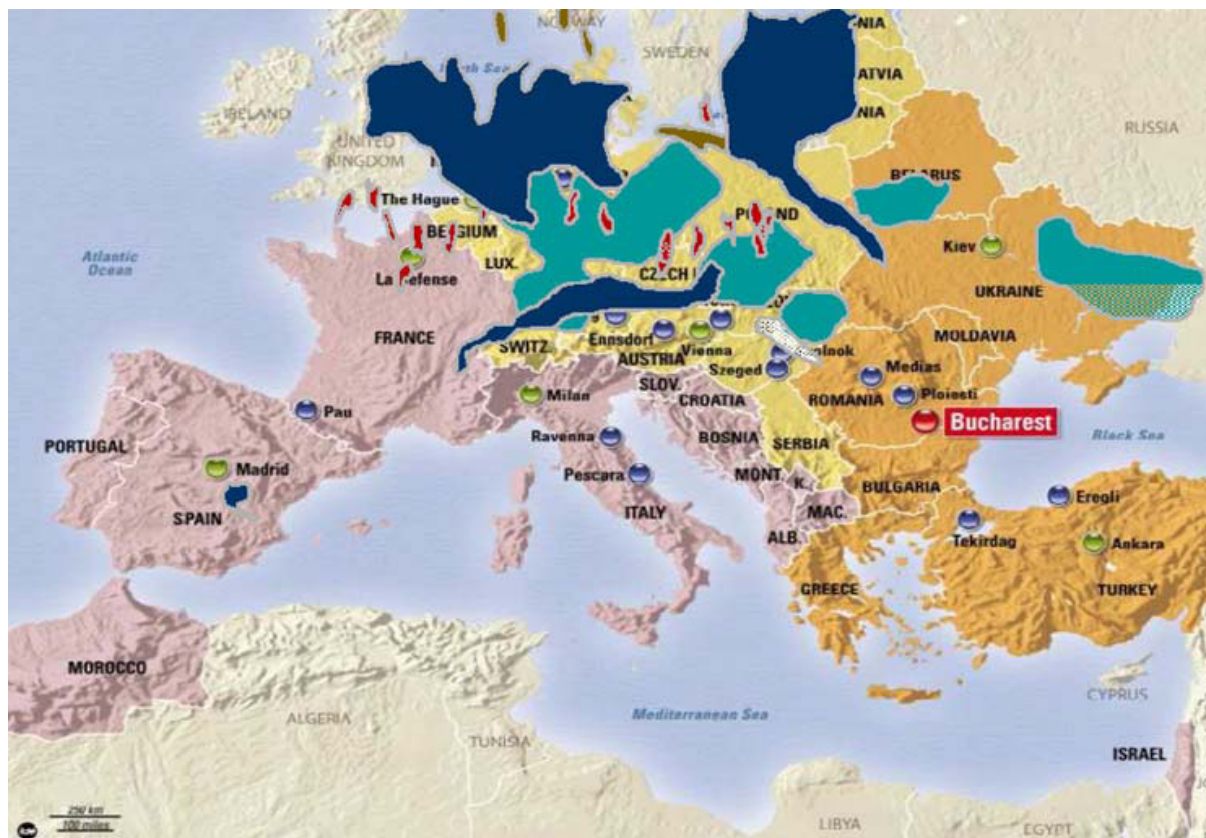 NORWAY
SWEDEN
-NIA
ATVIA
NIA
IRELAND
UNITED
KINGDOM
RUSSIA
BELARUS
The Hague
BELGIUM
POLAND
Atlantic
Ocean
LUX.
La Defense
CZECH
Kiev
UKRAINE
FRANCE
MOLDAVIA
SWITZ.
Ennsdorf
AUSTRIA
Vienna
Szeged
Medias
SLOV.
CROATIA
ROMANIA
Ploiesti
Milan
Pau
Bucharest
PORTUGAL
Ravenna
BOSNIA
SERBIA
Black Sea
Madrid
Pescara
MONT.
K.
BULGARIA
Eregli
SPAIN
ITALY
MAC.
ALB.
Tekirdag
Ankara
GREECE
TURKEY
MOROCCO
CYPRUS
ALGERIA
Mediterranean Sea
TUNISIA
ISRAEL
250 km
100 miles
LIBYA
EGYPT